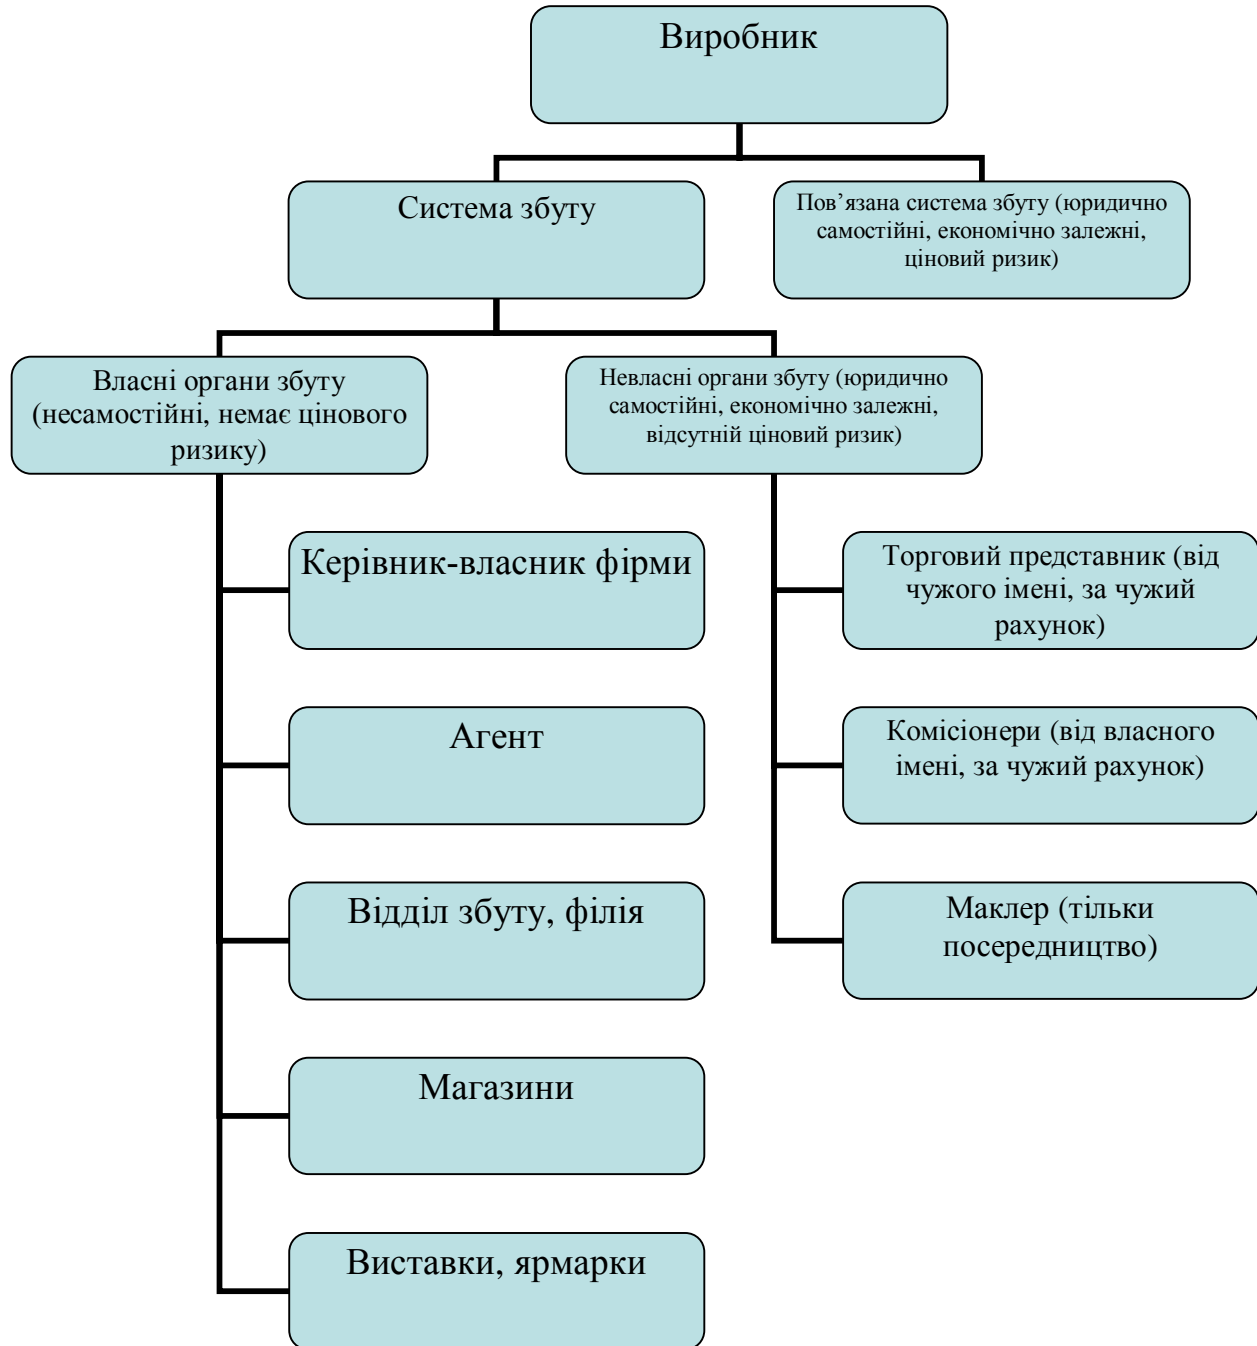 Виробник
Система збуту
Пов’язана система збуту (юридично
самостійні, економічно залежні,
ціновий ризик)
Власні органи збуту
(несамостійні, немає цінового
ризику)
Невласні органи збуту (юридично
самостійні, економічно залежні,
відсутній ціновий ризик)
Керівник-власник фірми
Торговий представник (від
чужого імені, за чужий
рахунок)
Агент
Комісіонери (від власного
імені, за чужий рахунок)
Відділ збуту, філія
Маклер (тільки
посередництво)
Магазини
Виставки, ярмарки